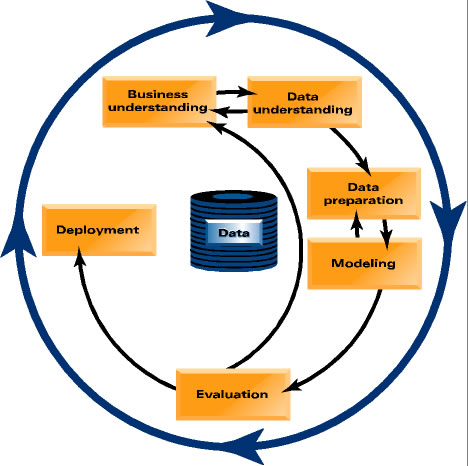 Business
understanding
Data
understanding
Data
preparation
Deployment
Data
Modeling
Evaluation